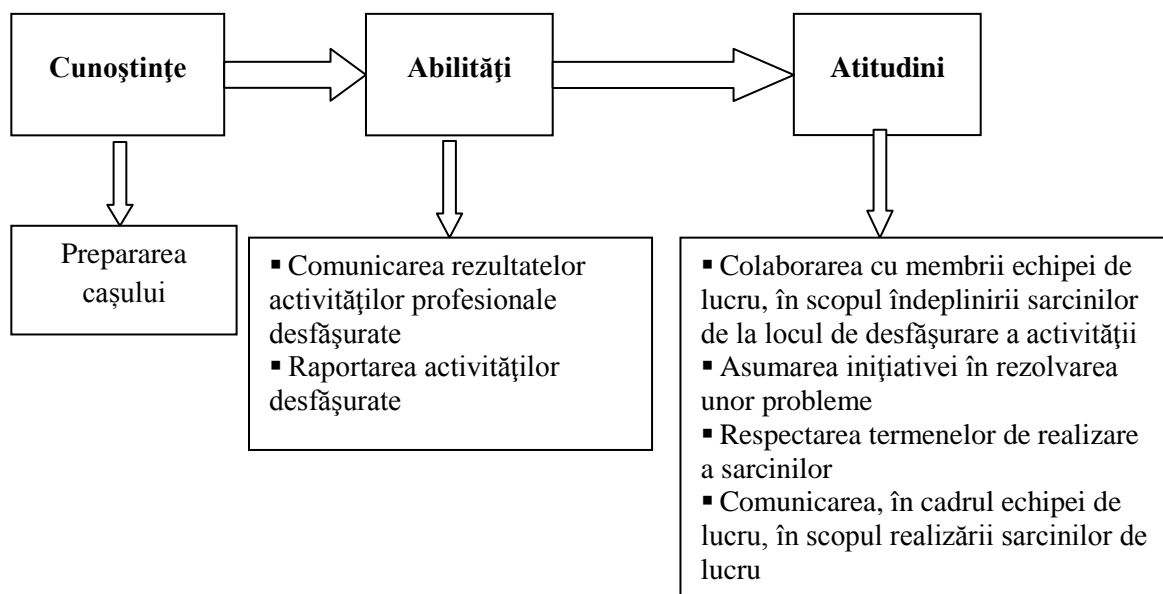 Cunoştinţe
Abilităţi
Atitudini
Prepararea
cașului
▪ Comunicarea rezultatelor
activităţilor profesionale
desfăşurate
▪ Raportarea activităţilor
desfăşurate
▪ Colaborarea cu membrii echipei de
lucru, în scopul îndeplinirii sarcinilor
de la locul de desfăşurare a activităţii
▪ Asumarea iniţiativei în rezolvarea
unor probleme
▪ Respectarea termenelor de realizare
a sarcinilor
▪ Comunicarea, în cadrul echipei de
lucru, în scopul realizării sarcinilor de
lucru